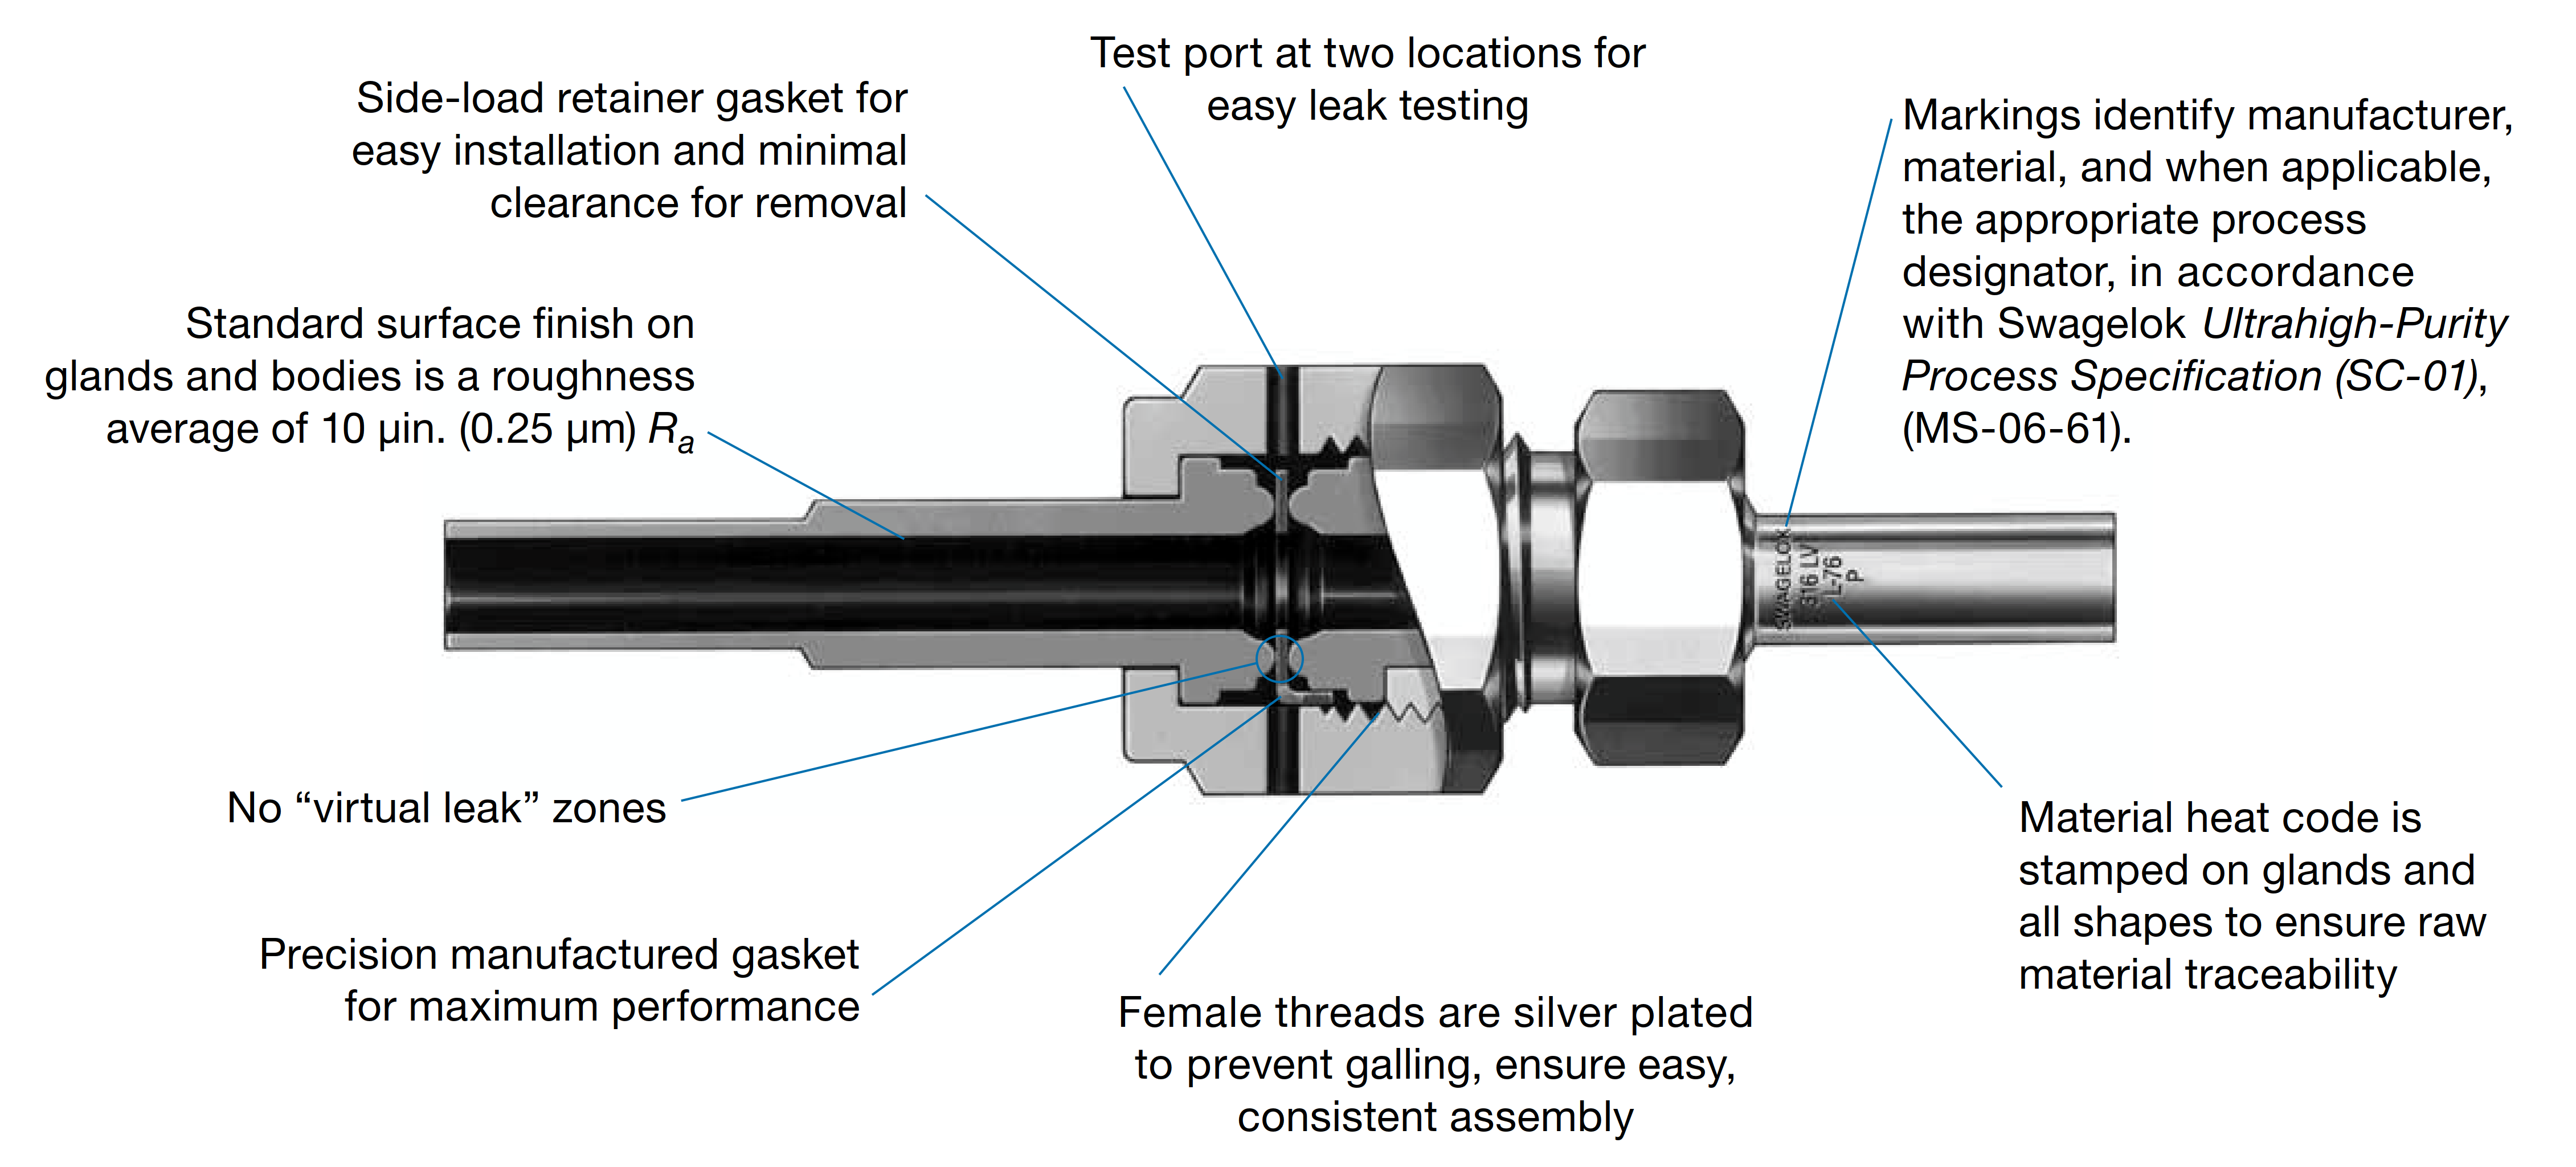 Test port at two locations for
easy leak testing
Side-load retainer gasket for
easy installation and minimal
clearance for removal
Markings identify manufacturer,
material, and when applicable,
the appropriate process
designator, in accordance
with Swagelok Ultrahigh-Purity
Process Specification (SC-01),
(MS-06-61).
Standard surface finish on
glands and bodies is a roughness
average of 10 µin. (0.25 µm) Ra
SWAGELOK
316 LV
L-76
P
No “virtual leak” zones
Material heat code is
stamped on glands and
all shapes to ensure raw
material traceability
Precision manufactured gasket
for maximum performance
Female threads are silver plated
to prevent galling, ensure easy,
consistent assembly